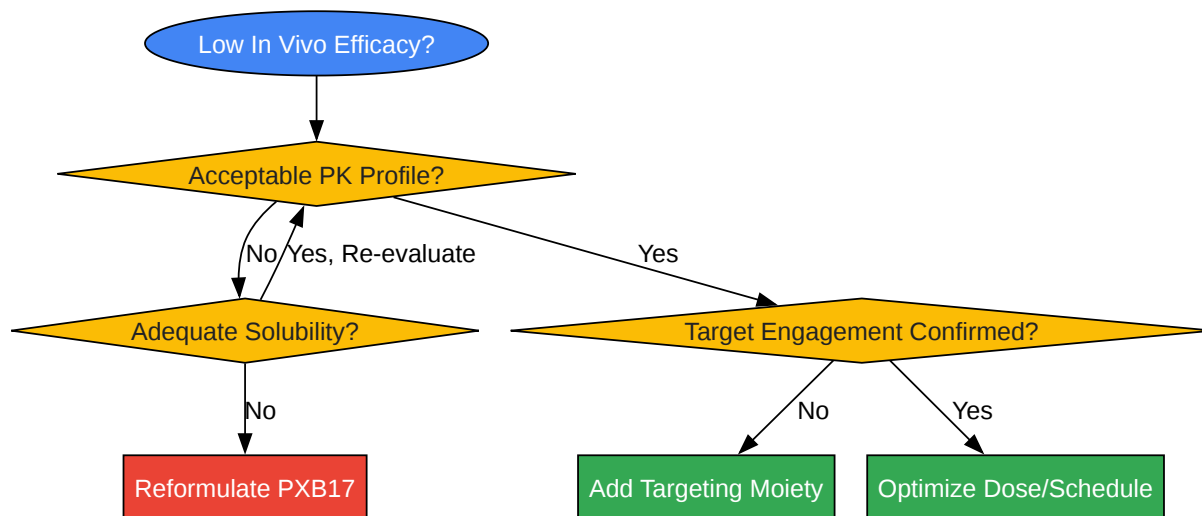 Low In Vivo Efficacy?
Acceptable PK Profile?
No
Yes, Re-evaluate
Yes
Adequate Solubility?
Target Engagement Confirmed?
No
No
Yes
Reformulate PXB17
Add Targeting Moiety
Optimize Dose/Schedule